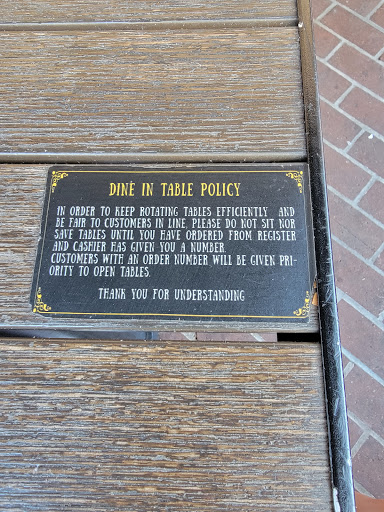 DINE IN TABLE POLICY
IN ORDER TO KEEP ROTATING TABLES EFFICIENTLY AND
BE FAIR TO CUSTOMERS IN LINE, PLEASE DO NOT SIT NOR
SAVE TABLES UNTIL YOU HAVE ORDERED FROM REGISTER
AND CASHIER HAS GIVEN YOU A NUMBER.
CUSTOMERS WITH AN ORDER NUMBER WILL BE GIVEN PRI-
ORITY TO OPEN TABLES.
THANK YOU FOR UNDERSTANDING